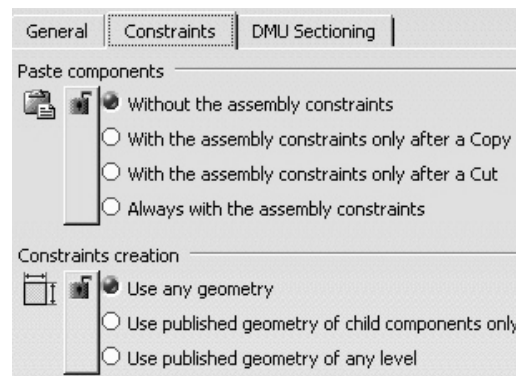 General Constraints DMU Sectioning
Paste components
Without the assembly constraints
With the assembly constraints only after a Copy
With the assembly constraints only after a Cut
Always with the assembly constraints
Constraints creation
Use any geometry
Use published geometry of child components only
Use published geometry of any level